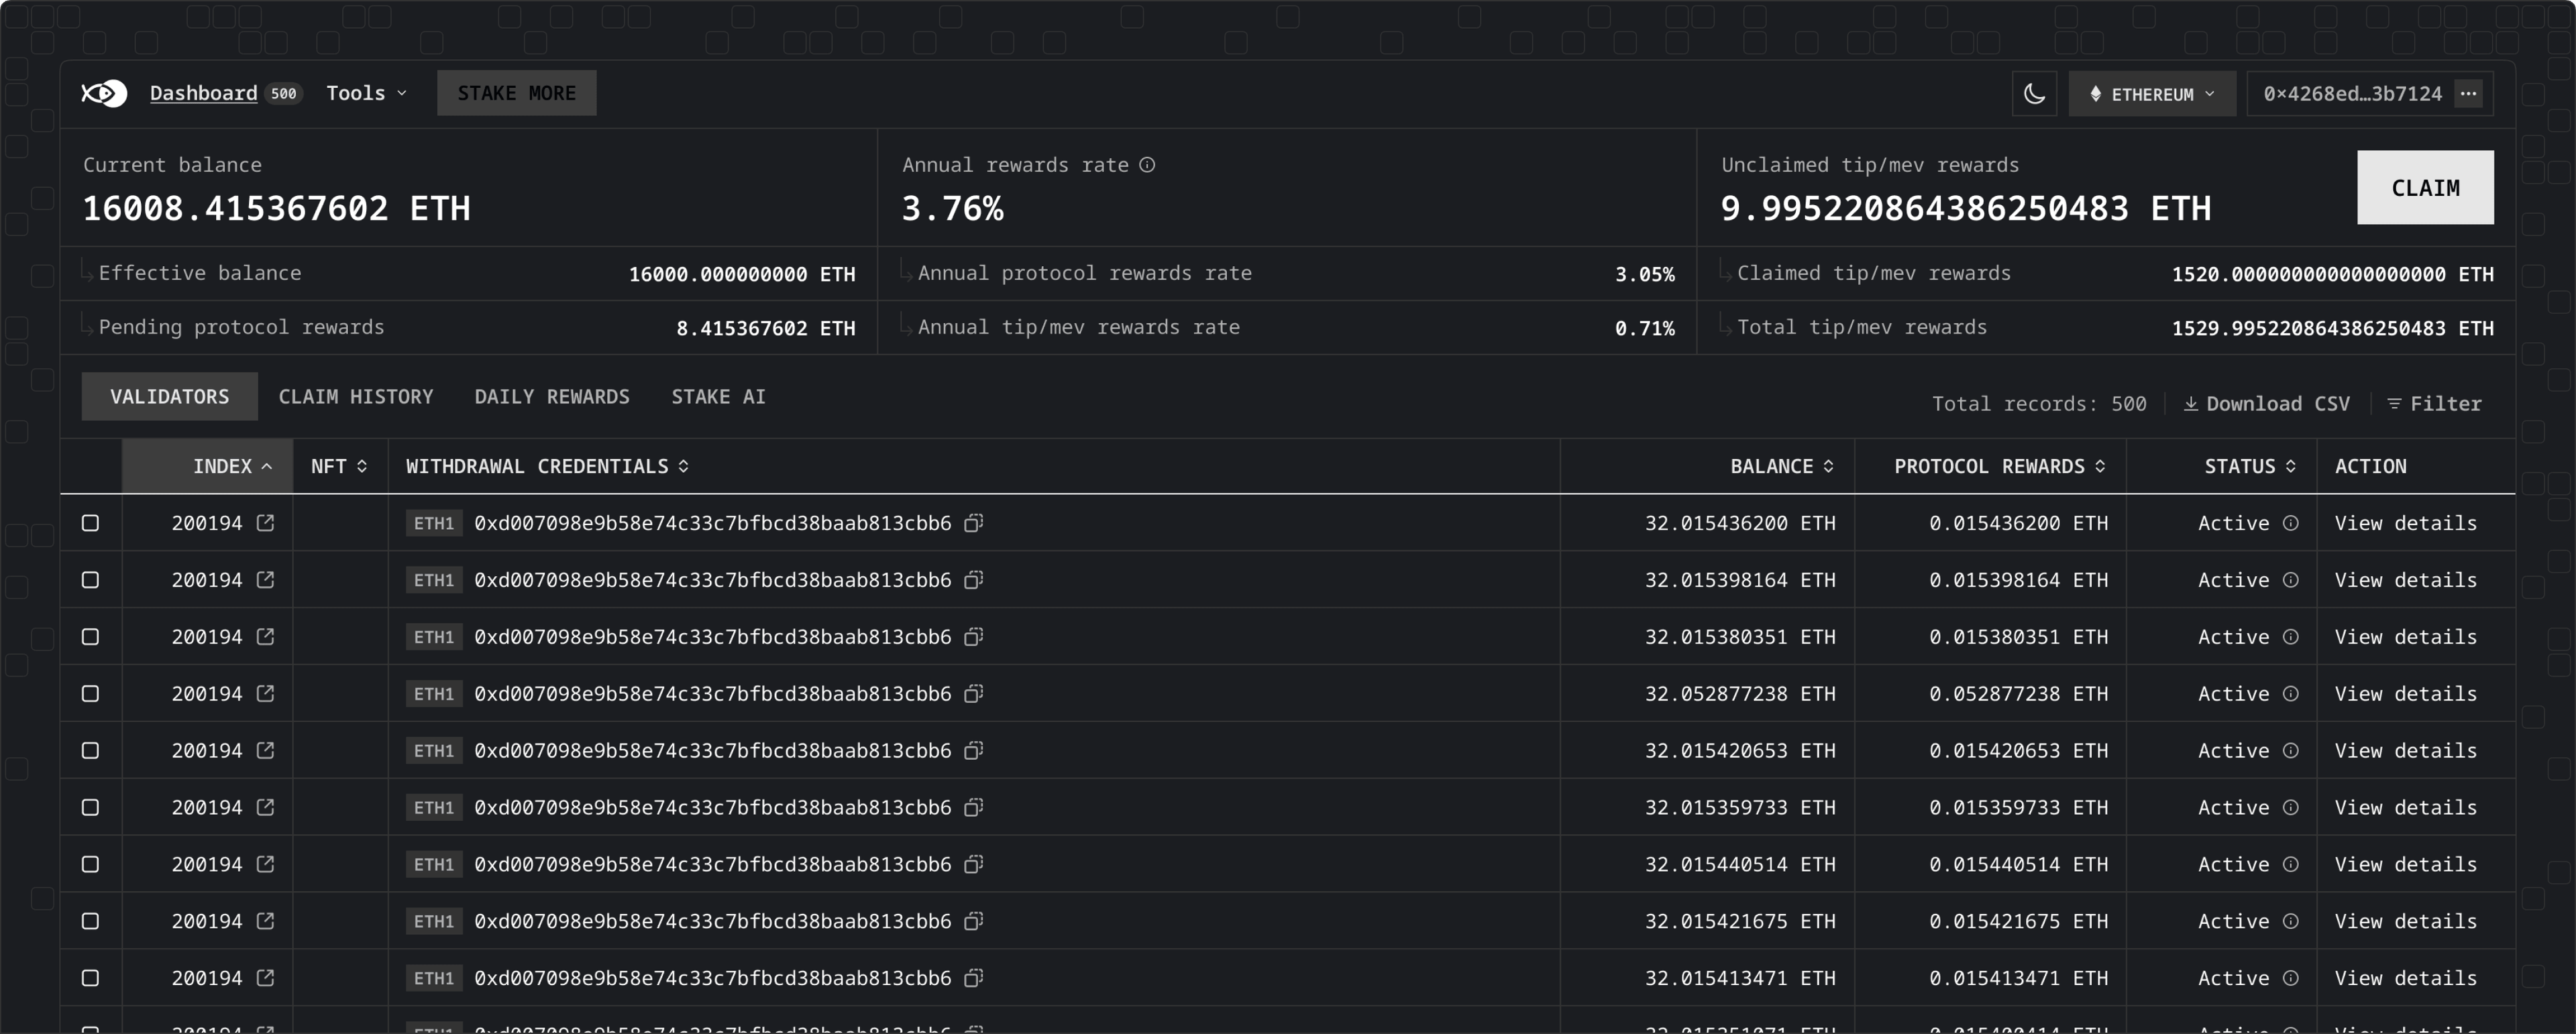 Dashboard 500 Tools STAKE MORE ETHEREUM 0×4268ed…3b7124
Current balance
16008.415367602 ETH
Effective balance 16000.000000000 ETH
Pending protocol rewards 8.415367602 ETH
Annual rewards rate
3.76%
Annual protocol rewards rate 3.05%
Annual tip/mev rewards rate 0.71%
Unclaimed tip/mev rewards
9.995220864386250483 ETH
CLAIM
Claimed tip/mev rewards 1520.000000000000000000 ETH
Total tip/mev rewards 1529.995220864386250483 ETH
VALIDATORS CLAIM HISTORY DAILY REWARDS STAKE AI Total records: 500 Download CSV Filter
INDEX NFT WITHDRAWAL CREDENTIALS BALANCE PROTOCOL REWARDS STATUS ACTION
200194 ETH1 0xd007098e9b58e74c33c7bfbcd38baab813cbb6 32.015436200 ETH 0.015436200 ETH Active View details
200194 ETH1 0xd007098e9b58e74c33c7bfbcd38baab813cbb6 32.015398164 ETH 0.015398164 ETH Active View details
200194 ETH1 0xd007098e9b58e74c33c7bfbcd38baab813cbb6 32.015380351 ETH 0.015380351 ETH Active View details
200194 ETH1 0xd007098e9b58e74c33c7bfbcd38baab813cbb6 32.052877238 ETH 0.052877238 ETH Active View details
200194 ETH1 0xd007098e9b58e74c33c7bfbcd38baab813cbb6 32.015420653 ETH 0.015420653 ETH Active View details
200194 ETH1 0xd007098e9b58e74c33c7bfbcd38baab813cbb6 32.015359733 ETH 0.015359733 ETH Active View details
200194 ETH1 0xd007098e9b58e74c33c7bfbcd38baab813cbb6 32.015440514 ETH 0.015440514 ETH Active View details
200194 ETH1 0xd007098e9b58e74c33c7bfbcd38baab813cbb6 32.015421675 ETH 0.015421675 ETH Active View details
200194 ETH1 0xd007098e9b58e74c33c7bfbcd38baab813cbb6 32.015413471 ETH 0.015413471 ETH Active View details